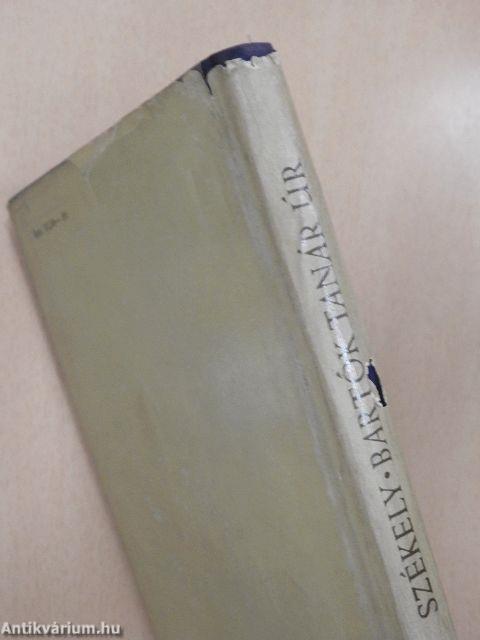 SZÉKELY • BARTÓK TANÁR ÚR
Antikvárium.hu